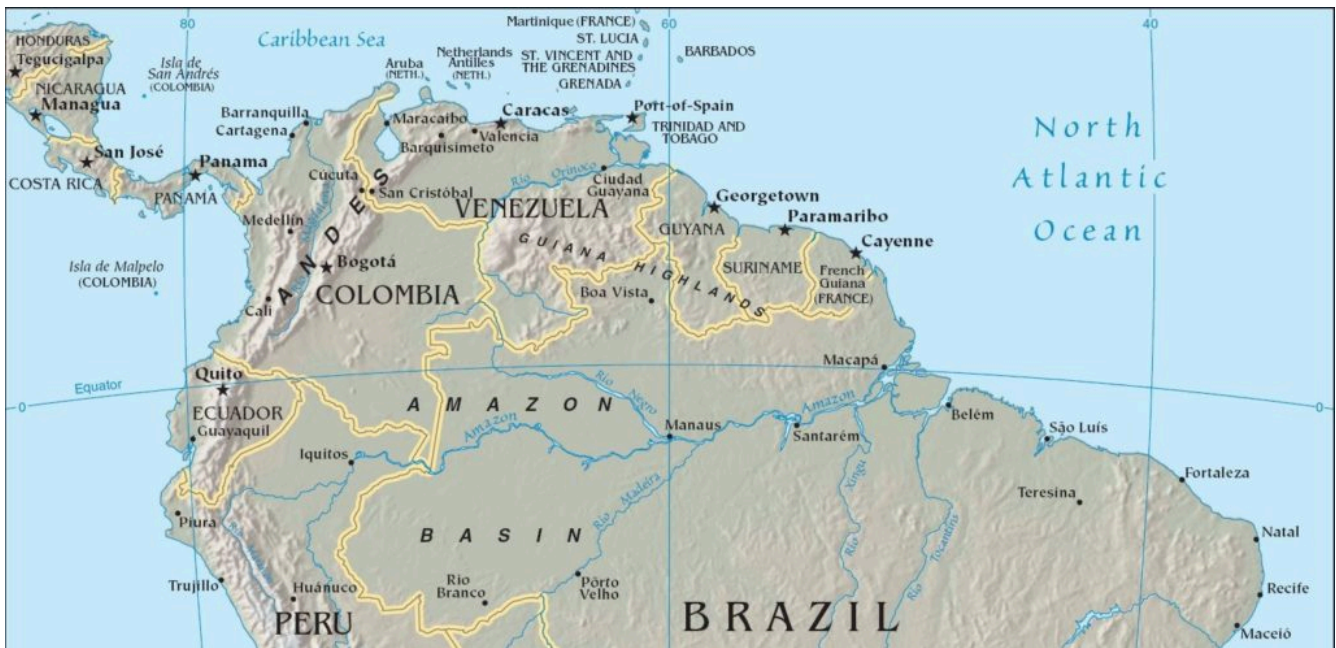 80
60
40
HONDURAS
Tegucigalpa
NICARAGUA
Managua
San José
COSTA RICA
Panama
PANAMA
Isla de
San Andrés
(COLOMBIA)
Caribbean Sea
Aruba
(NETH.)
Netherlands
Antilles
(NETH.)
Martinique (FRANCE)
ST. LUCIA
ST. VINCENT AND
THE GRENADINES
GRENADA
BARBADOS
Port-of-Spain
TRINIDAD AND
TOBAGO
North
Atlantic
Ocean
Barranquilla
Cartagena
Maracaibo
Barquisimeto
Valencia
Caracas
Cúcuta
San Cristóbal
Río Orinoco
Ciudad
Guayana
VENEZUELA
Medellín
ANDES
Bogotá
COLOMBIA
Cali
Isla de Malpelo
(COLOMBIA)
GUIANA HIGHLANDS
Georgetown
GUYANA
Paramaribo
SURINAME
Cayenne
French
Guiana
(FRANCE)
Boa Vista
Macapá
Equator
0
0
Quito
ECUADOR
Guayaquil
AMAZON
Rio Negro
Amazon
Amazon
Manaus
Santarém
Belém
São Luís
Iquitos
Fortaleza
Teresina
Piura
BASIN
Rio Madeira
Rio Xingu
Rio Tocantins
Natal
Trujillo
Huánuco
Rio
Branco
Pôrto
Velho
Recife
PERU
BRAZIL
Maceió